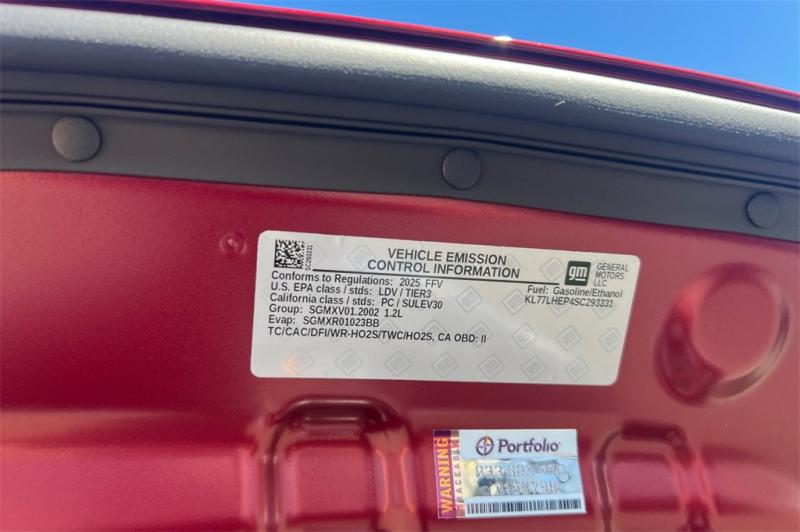 VEHICLE EMISSION
CONTROL INFORMATION
gm
GENERAL
MOTORS
LLC
SC293331
Conforms to Regulations: 2025 FFV
Fuel: Gasoline/Ethanol
U.S. EPA class / stds: LDV / TIER3
KL77LHEP4SC293331
California class / stds: PC / SULEV30
Group: SGMXV01.2002 1.2L
Evap: SGMXR01023BB
TC/CAC/DFI/WR-HO2S/TWC/HO2S, CA OBD: II
WARNING
TRACEABLE
Portfolio